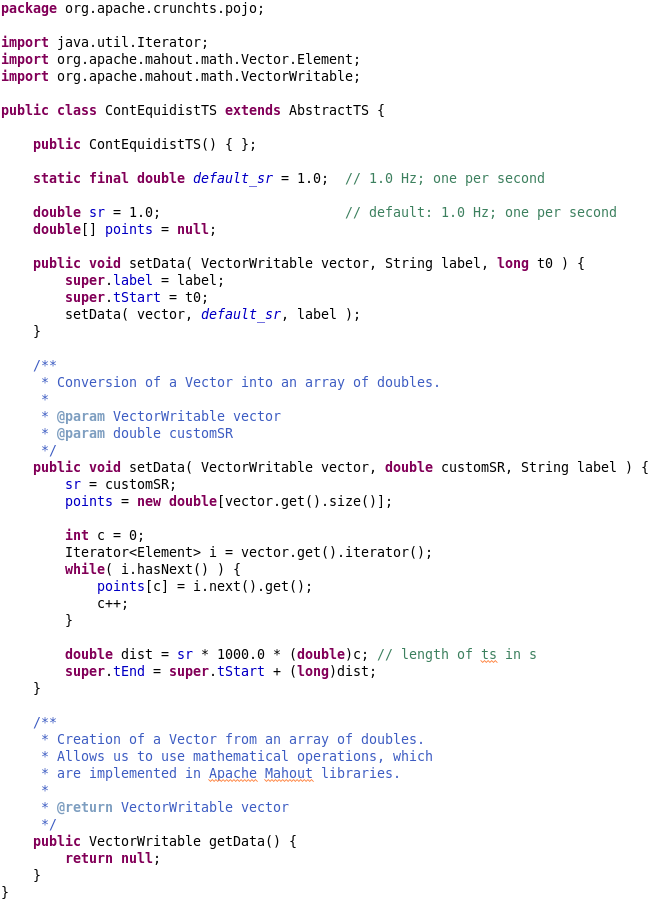 package org.apache.crunchts.pojo;

import java.util.Iterator;
import org.apache.mahout.math.Vector.Element;
import org.apache.mahout.math.VectorWritable;

public class ContEquidistTS extends AbstractTS {

    public ContEquidistTS() { };

    static final double default_sr = 1.0;  // 1.0 Hz; one per second

    double sr = 1.0;                       // default: 1.0 Hz; one per second
    double[] points = null;

    public void setData( VectorWritable vector, String label, long t0 ) {
        super.label = label;
        super.tStart = t0;
        setData( vector, default_sr, label );
    }

    /**
     * Conversion of a Vector into an array of doubles.
     *
     * @param VectorWritable vector
     * @param double customSR
     */
    public void setData( VectorWritable vector, double customSR, String label ) {
        sr = customSR;
        points = new double[vector.get().size()];

        int c = 0;
        Iterator<Element> i = vector.get().iterator();
        while( i.hasNext() ) {
            points[c] = i.next().get();
            c++;
        }

        double dist = sr * 1000.0 * (double)c; // length of ts in s
        super.tEnd = super.tStart + (long)dist;
    }

    /**
     * Creation of a Vector from an array of doubles.
     * Allows us to use mathematical operations, which
     * are implemented in Apache Mahout libraries.
     *
     * @return VectorWritable vector
     */
    public VectorWritable getData() {
        return null;
    }
}